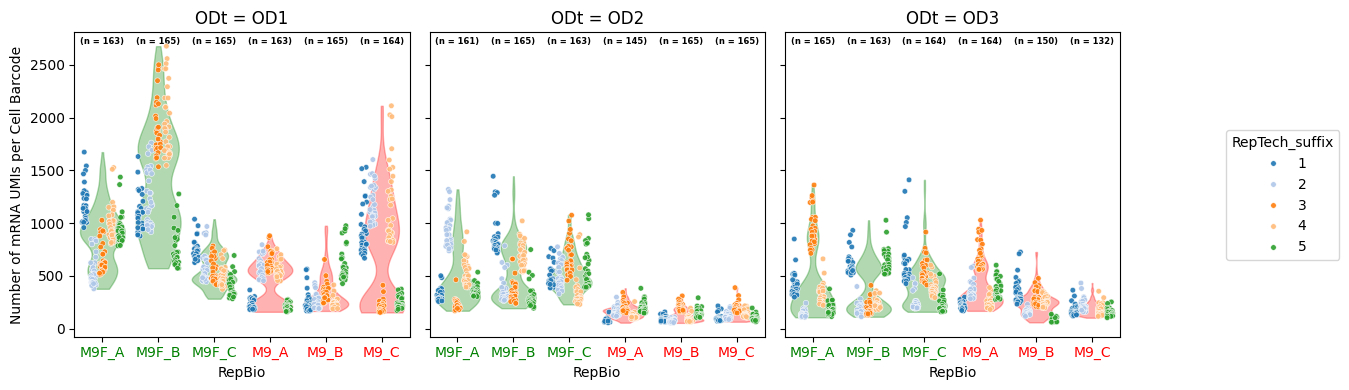 ODt = OD1
ODt = OD2
ODt = OD3
(n = 163) (n = 165) (n = 165) (n = 163) (n = 165) (n = 164)
(n = 161) (n = 165) (n = 163) (n = 145) (n = 165) (n = 165)
(n = 165) (n = 163) (n = 164) (n = 164) (n = 150) (n = 132)
Number of mRNA UMIs per Cell Barcode
2500
2000
1500
1000
500
0
M9F_A M9F_B M9F_C M9_A M9_B M9_C
M9F_A M9F_B M9F_C M9_A M9_B M9_C
M9F_A M9F_B M9F_C M9_A M9_B M9_C
RepBio
RepBio
RepBio
RepTech_suffix
1
2
3
4
5